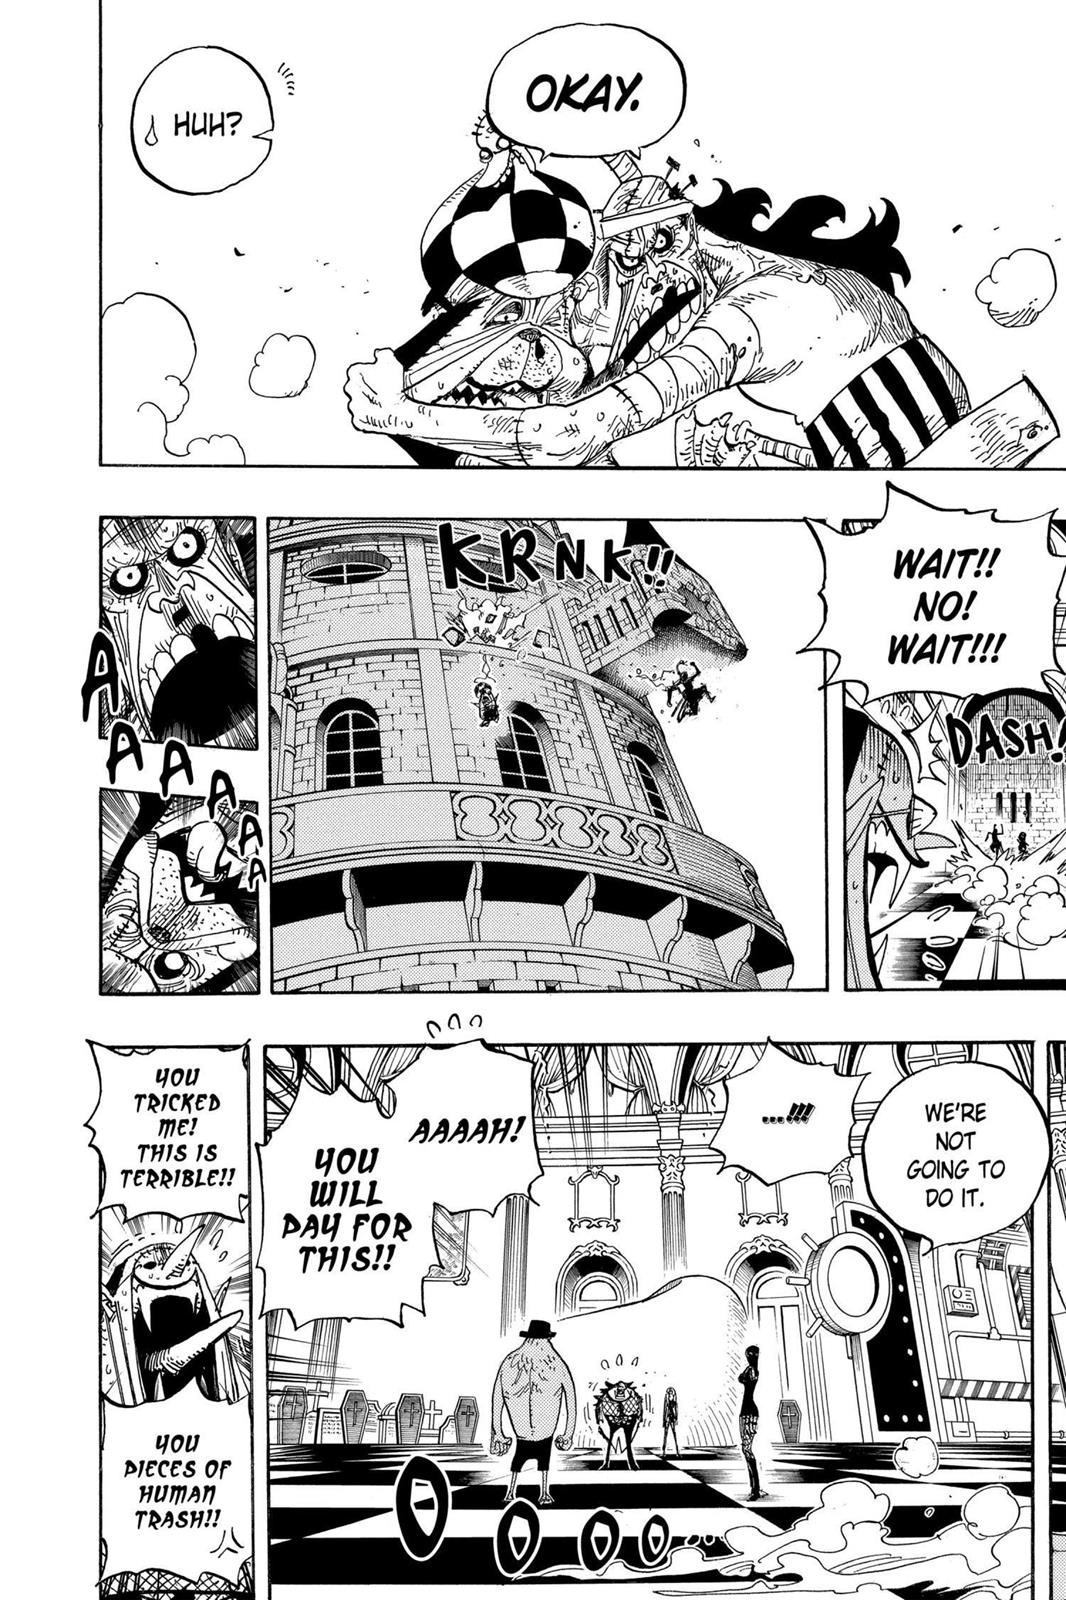 OKAY.
HUH?
WAIT!!
NO!
WAIT!!!
DASH!
KRNK!!
AAAAAAA
WE'RE
NOT
GOING TO
DO IT.
...!!!
AAAAH!
YOU
WILL
PAY FOR
THIS!!
YOU
TRICKED
ME!
THIS IS
TERRIBLE!!
YOU
PIECES OF
HUMAN
TRASH!!